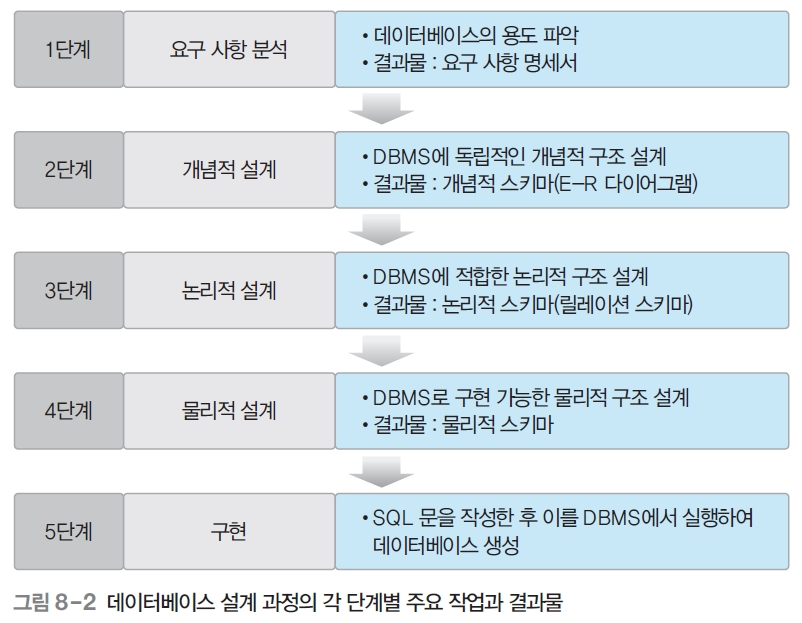 1단계
요구 사항 분석
• 데이터베이스의 용도 파악
• 결과물 : 요구 사항 명세서
2단계
개념적 설계
• DBMS에 독립적인 개념적 구조 설계
• 결과물 : 개념적 스키마(E-R 다이어그램)
3단계
논리적 설계
• DBMS에 적합한 논리적 구조 설계
• 결과물 : 논리적 스키마(릴레이션 스키마)
4단계
물리적 설계
• DBMS로 구현 가능한 물리적 구조 설계
• 결과물 : 물리적 스키마
5단계
구현
• SQL 문을 작성한 후 이를 DBMS에서 실행하여
데이터베이스 생성
그림 8-2 데이터베이스 설계 과정의 각 단계별 주요 작업과 결과물